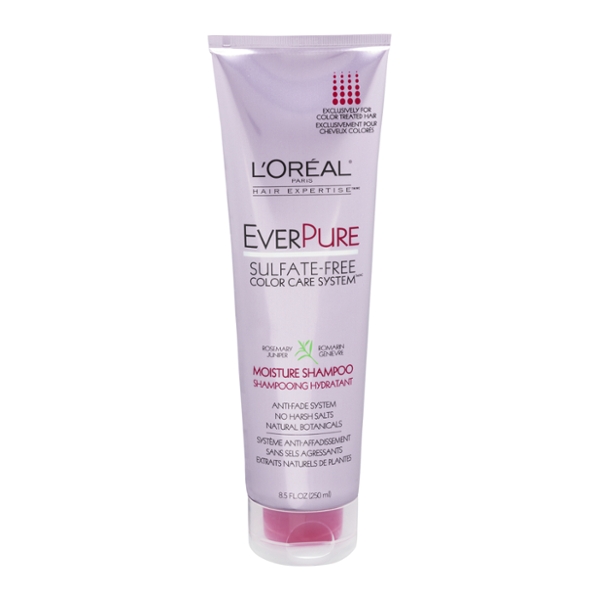 EXCLUSIVELY FOR
COLOR TREATED HAIR
EXCLUSIVEMENT POUR
CHEVEUX COLORÉS
L'ORÉAL®
PARIS
HAIR EXPERTISE™
EVERPURE
SULFATE-FREE
COLOR CARE SYSTEM™
ROSEMARY ROMARIN
JUNIPER GENIÈVRE
MOISTURE SHAMPOO
SHAMPOOING HYDRATANT
ANTI-FADE SYSTEM
NO HARSH SALTS
NATURAL BOTANICALS
SYSTÈME ANTI-AFFADISSEMENT
SANS SELS AGRESSANTS
EXTRAITS NATURELS DE PLANTES
8.5 FL OZ (250 ml)